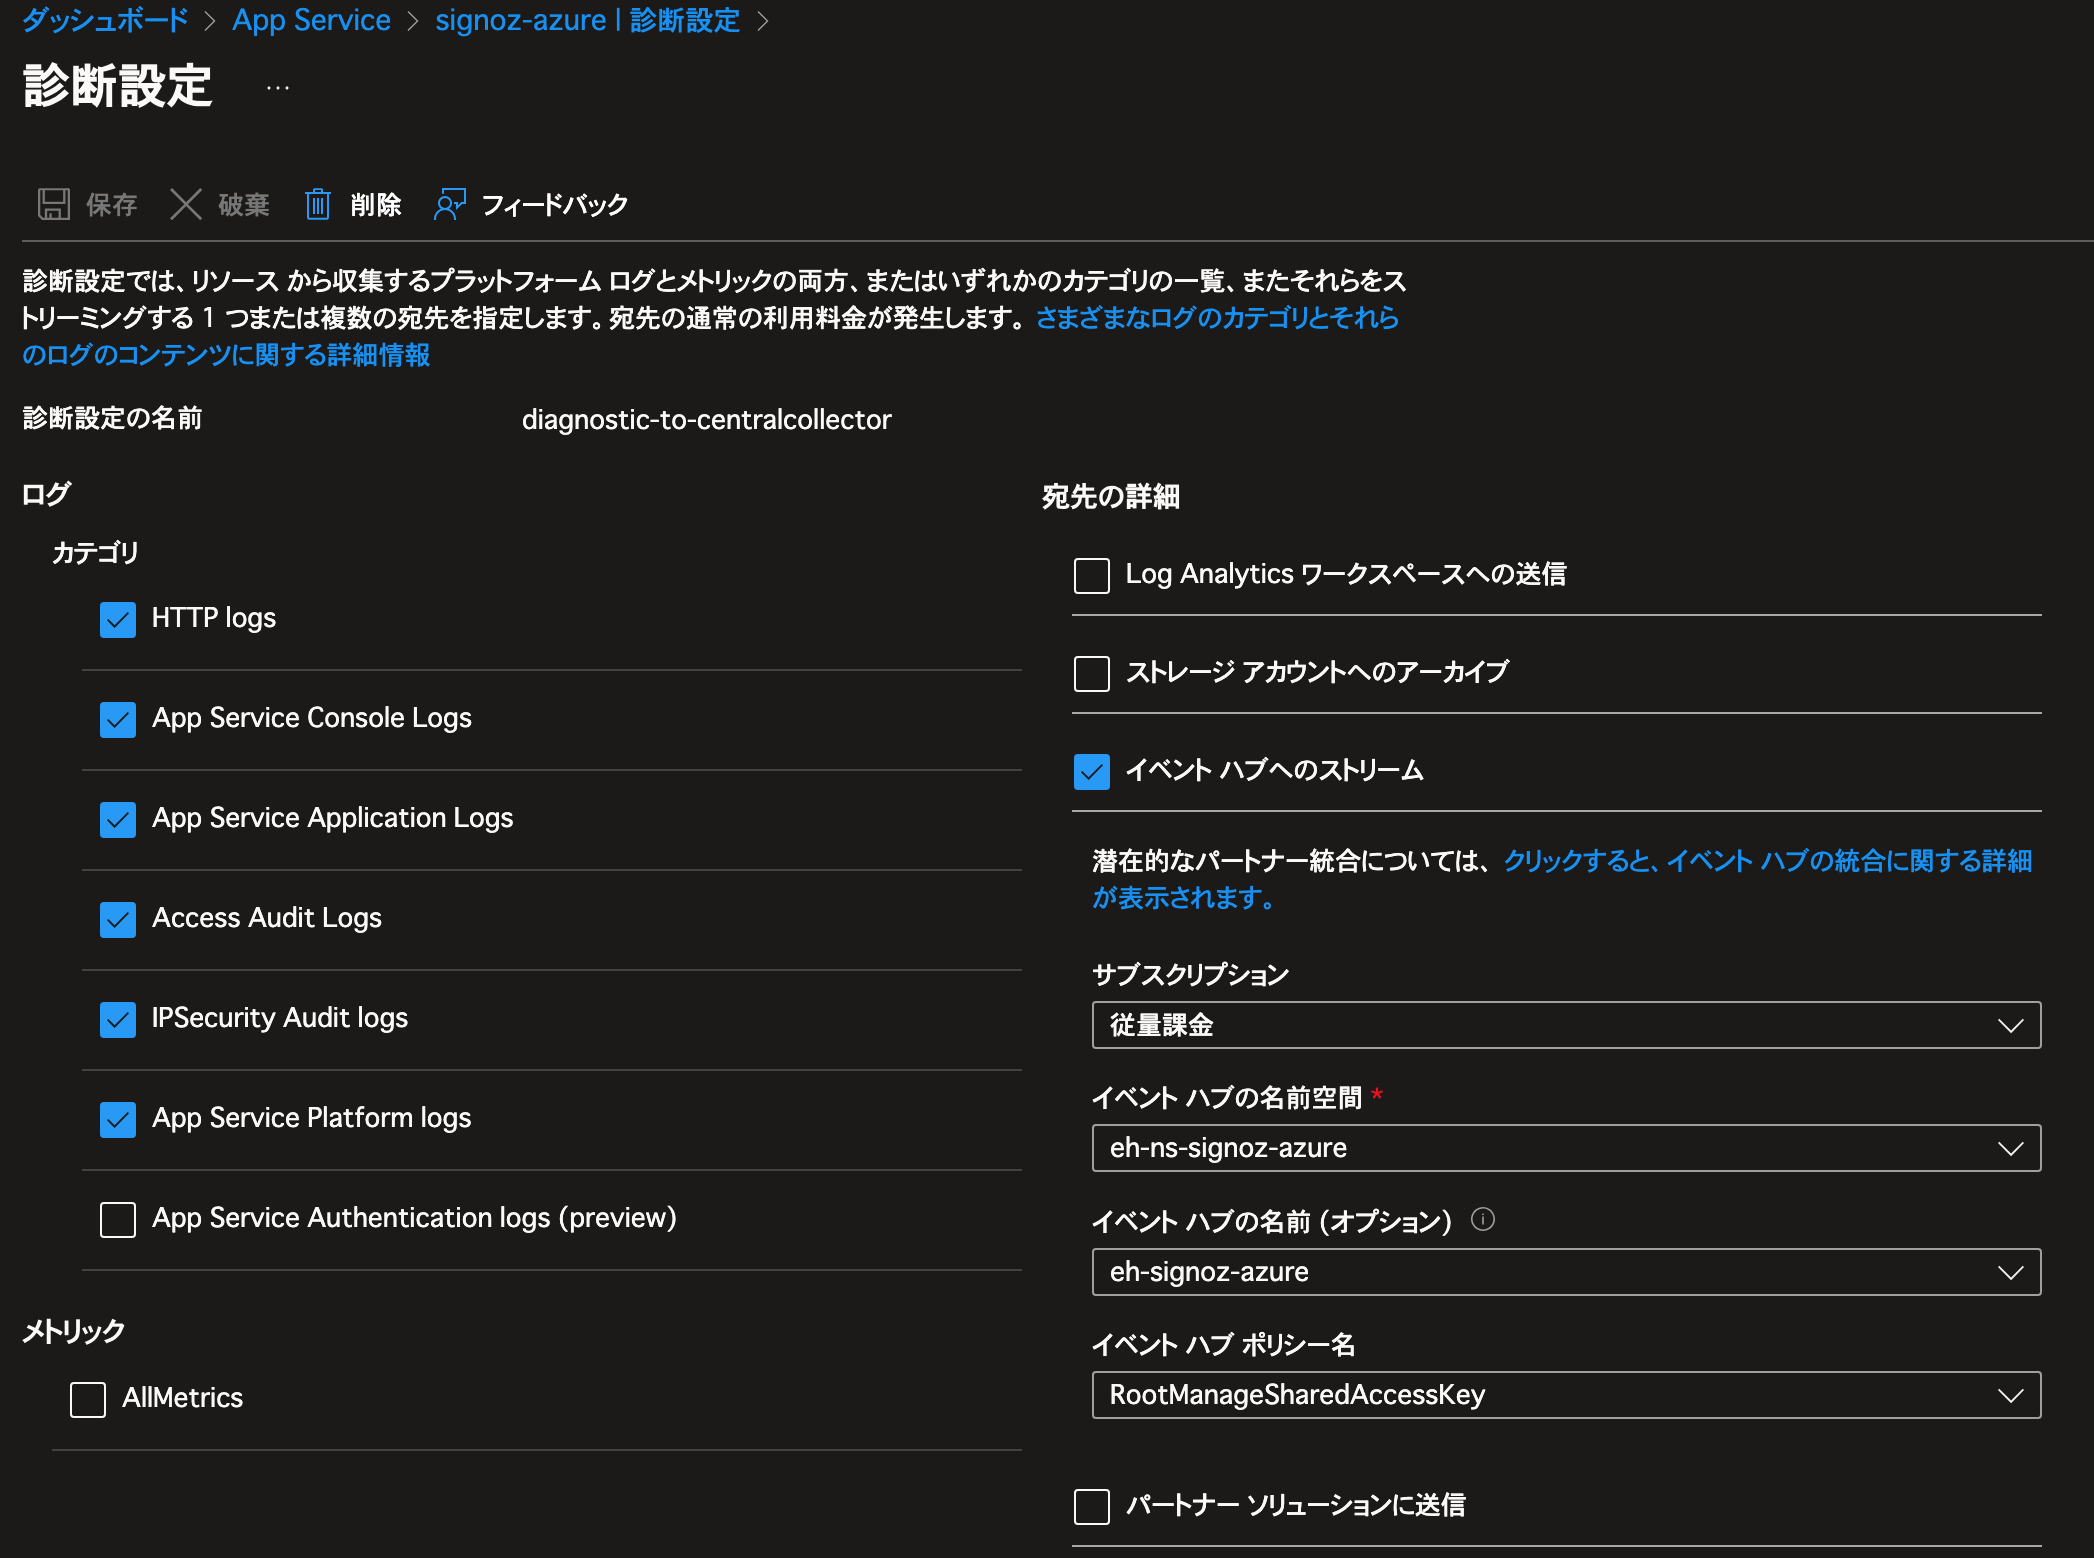 ダッシュボード > App Service > signoz-azure | 診断設定 >
診断設定 …
保存 破棄 削除 フィードバック
診断設定では、リソース から収集するプラットフォーム ログとメトリックの両方、またはいずれかのカテゴリの一覧、またそれらをス
トリーミングする 1 つまたは複数の宛先を指定します。宛先の通常の利用料金が発生します。さまざまなログのカテゴリとそれら
のログのコンテンツに関する詳細情報
診断設定の名前 diagnostic-to-centralcollector
ログ
カテゴリ
HTTP logs
App Service Console Logs
App Service Application Logs
Access Audit Logs
IPSecurity Audit logs
App Service Platform logs
App Service Authentication logs (preview)
メトリック
AllMetrics
宛先の詳細
Log Analytics ワークスペースへの送信
ストレージ アカウントへのアーカイブ
イベント ハブへのストリーム
潜在的なパートナー統合については、クリックすると、イベント ハブの統合に関する詳細
が表示されます。
サブスクリプション
従量課金
イベント ハブの名前空間 *
eh-ns-signoz-azure
イベント ハブの名前 (オプション)
eh-signoz-azure
イベント ハブ ポリシー名
RootManageSharedAccessKey
パートナー ソリューションに送信